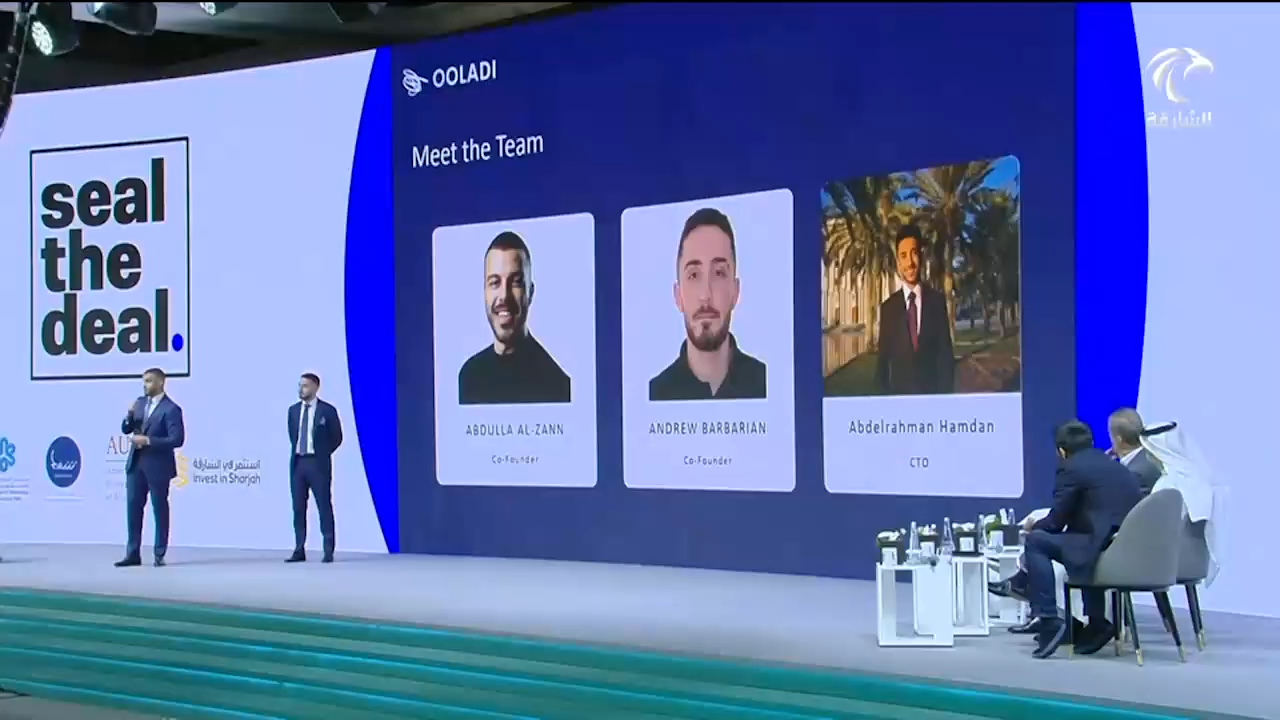 seal
the
deal.
AU
استثمر في الشارقة
Invest in Sharjah
OOLADI
Meet the Team
ABDULLA AL-ZANN
Co-Founder
ANDREW BARBARIAN
Co-Founder
Abdelrahman Hamdan
CTO
الشارقة